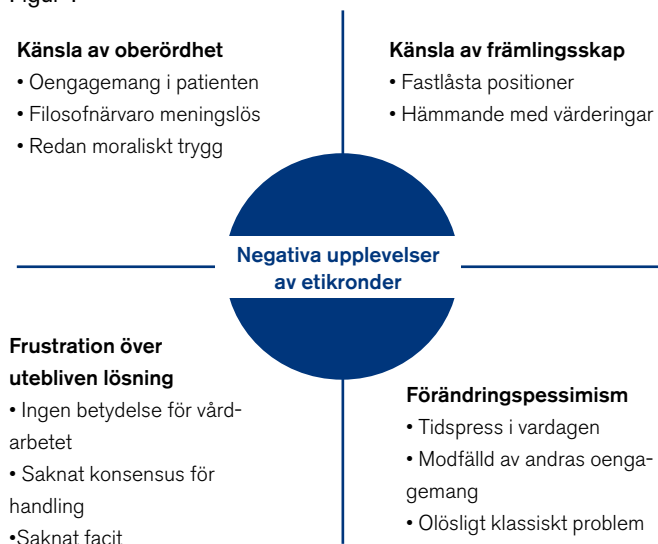 Känsla av oberördhet
• Oengagemang i patienten
• Filosofnärvaro meningslös
• Redan moraliskt trygg
Känsla av främlingsskap
• Fastlåsta positioner
• Hämmande med värderingar
Negativa upplevelser
av etikronder
Frustration över
utebliven lösning
• Ingen betydelse för vård-
arbetet
• Saknat konsensus för
handling
•Saknat facit
Förändringspessimism
• Tidspress i vardagen
• Modfälld av andras oenga-
gemang
• Olösligt klassiskt problem